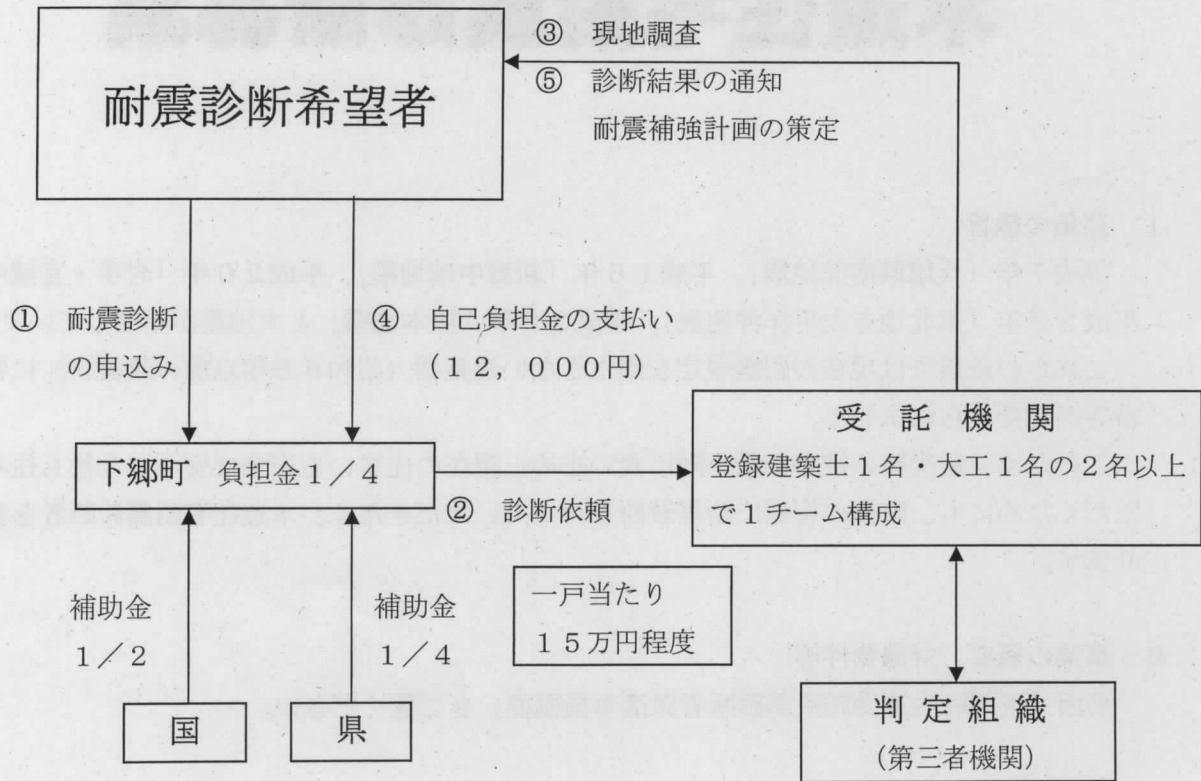 ③ 現地調査
⑤ 診断結果の通知
耐震補強計画の策定
耐震診断希望者
① 耐震診断
の申込み
④ 自己負担金の支払い
(12,000円)
下郷町 負担金1/4
② 診断依頼
受託機関
登録建築士1名・大工1名の2名以上
で1チーム構成
一戸当たり
15万円程度
補助金
1/2
補助金
1/4
国
県
判定組織
(第三者機関)